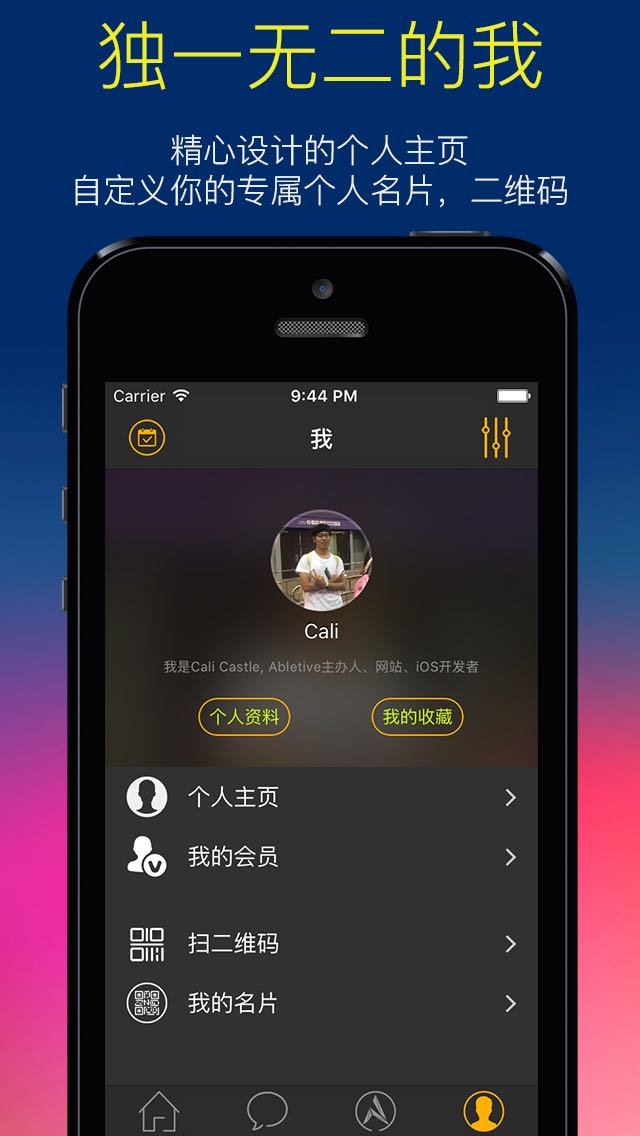 独一无二的我
精心设计的个人主页
自定义你的专属个人名片，二维码
Carrier 9:44 PM
我
Cali
我是Cali Castle, Abletive主办人、网站、iOS开发者
个人资料 我的收藏
个人主页
我的会员
扫二维码
我的名片